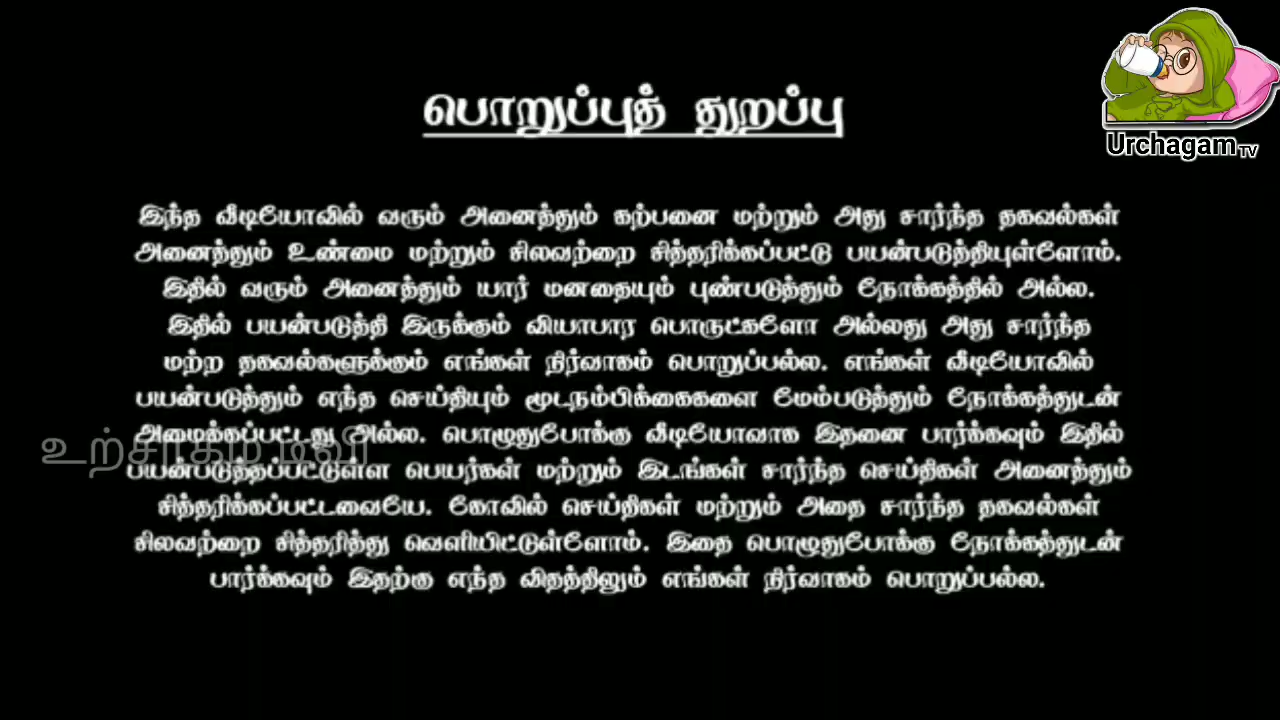 பொறுப்புத் துறப்பு
Urchagam TV
இந்த வீடியோவில் வரும் அனைத்தும் கற்பனை மற்றும் அது சார்ந்த தகவல்கள்
அனைத்தும் உண்மை மற்றும் சிலவற்றை சித்தரிக்கப்பட்டு பயன்படுத்தியுள்ளோம்.
இதில் வரும் அனைத்தும் யார் மனதையும் புண்படுத்தும் நோக்கத்தில் அல்ல.
இதில் பயன்படுத்தி இருக்கும் வியாபார பொருட்களோ அல்லது அது சார்ந்த
மற்ற தகவல்களுக்கும் எங்கள் நிர்வாகம் பொறுப்பல்ல. எங்கள் வீடியோவில்
பயன்படுத்தும் எந்த செய்தியும் மூடநம்பிக்கைகளை மேம்படுத்தும் நோக்கத்துடன்
அமைக்கப்பட்டது அல்ல. பொழுதுபோக்கு வீடியோவாக இதனை பார்க்கவும் இதில்
உற்சாகம் டிவி
பயன்படுத்தப்பட்டுள்ள பெயர்கள் மற்றும் இடங்கள் சார்ந்த செய்திகள் அனைத்தும்
சித்தரிக்கப்பட்டவையே. கோவில் செய்திகள் மற்றும் அதை சார்ந்த தகவல்கள்
சிலவற்றை சித்தரித்து வெளியிட்டுள்ளோம். இதை பொழுதுபோக்கு நோக்கத்துடன்
பார்க்கவும் இதற்கு எந்த விதத்திலும் எங்கள் நிர்வாகம் பொறுப்பல்ல.